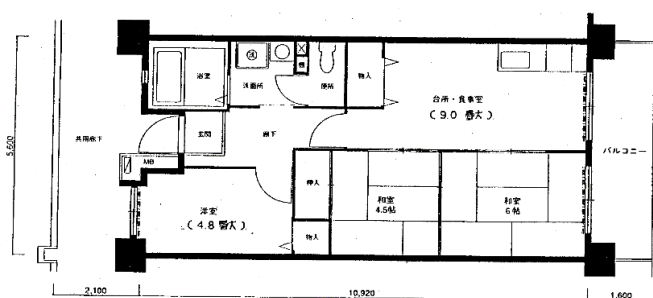 浴室
洗
洗面所
便所
物入
台所・食事室
(9.0 畳大)
共用廊下
玄関
廊下
バルコニー
5,600
MB
押入
和室
4.5帖
和室
6帖
洋室
(4.8 畳大)
物入
2,100
10,920
1,600